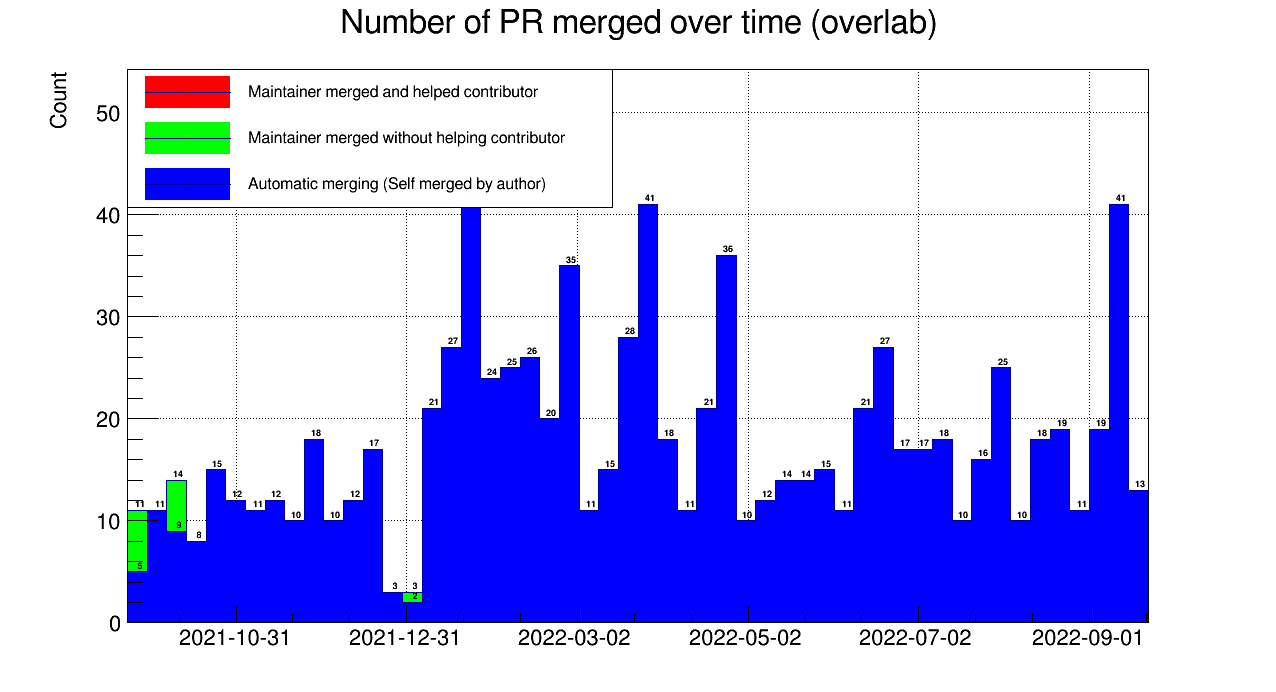 Number of PR merged over time (overlab)
Count
Maintainer merged and helped contributor
Maintainer merged without helping contributor
Automatic merging (Self merged by author)
50
40
30
20
10
0
11 11 14 15 12 11 12 10 18 10 12 17 3 3 21 27 24 25 26 20 35 11 15 28 41 18 11 21 36 10 12 14 14 15 11 21 27 17 17 18 10 16 25 10 18 19 11 19 41 13
5 9 8 2
2021-10-31 2021-12-31 2022-03-02 2022-05-02 2022-07-02 2022-09-01